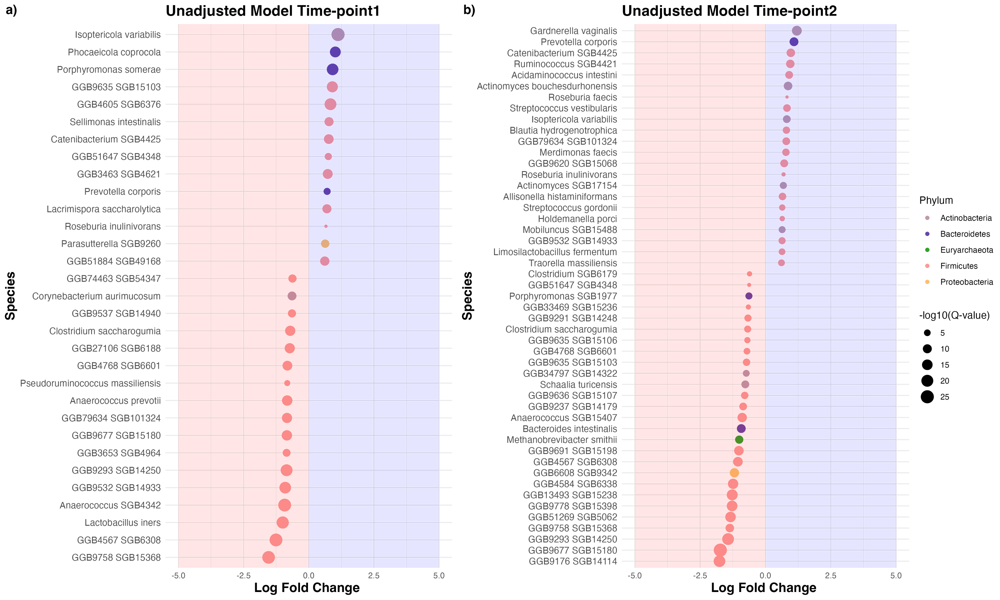 a)
Unadjusted Model Time-point1
Species
Isoptericola variabilis
Phocaeicola coprocola
Porphyromonas somerae
GGB9635 SGB15103
GGB4605 SGB6376
Sellimonas intestinalis
Catenibacterium SGB4425
GGB51647 SGB4348
GGB3463 SGB4621
Prevotella corporis
Lacrimispora saccharolytica
Roseburia inulinivorans
Parasutterella SGB9260
GGB51884 SGB49168
GGB74463 SGB54347
Corynebacterium aurimucosum
GGB9537 SGB14940
Clostridium saccharogumia
GGB27106 SGB6188
GGB4768 SGB6601
Pseudoruminococcus massiliensis
Anaerococcus prevotii
GGB79634 SGB101324
GGB9677 SGB15180
GGB3653 SGB4964
GGB9293 SGB14250
GGB9532 SGB14933
Anaerococcus SGB4342
Lactobacillus iners
GGB4567 SGB6308
GGB9758 SGB15368
-5.0 -2.5 0.0 2.5 5.0
Log Fold Change
b)
Unadjusted Model Time-point2
Species
Gardnerella vaginalis
Prevotella corporis
Catenibacterium SGB4425
Ruminococcus SGB4421
Acidaminococcus intestini
Actinomyces bouchesdurhonensis
Roseburia faecis
Streptococcus vestibularis
Isoptericola variabilis
Blautia hydrogenotrophica
GGB79634 SGB101324
Merdimonas faecis
GGB9620 SGB15068
Roseburia inulinivorans
Actinomyces SGB17154
Allisonella histaminiformans
Streptococcus gordonii
Holdemanella porci
Mobiluncus SGB15488
GGB9532 SGB14933
Limosilactobacillus fermentum
Traorella massiliensis
Clostridium SGB6179
GGB51647 SGB4348
Porphyromonas SGB1977
GGB33469 SGB15236
GGB9291 SGB14248
Clostridium saccharogumia
GGB9635 SGB15106
GGB4768 SGB6601
GGB9635 SGB15103
GGB34797 SGB14322
Schaalia turicensis
GGB9636 SGB15107
GGB9237 SGB14179
Anaerococcus SGB15407
Bacteroides intestinalis
Methanobrevibacter smithii
GGB9691 SGB15198
GGB4567 SGB6308
GGB6608 SGB9342
GGB4584 SGB6338
GGB13493 SGB15238
GGB9778 SGB15398
GGB51269 SGB5062
GGB9758 SGB15368
GGB9293 SGB14250
GGB9677 SGB15180
GGB9176 SGB14114
-5.0 -2.5 0.0 2.5 5.0
Log Fold Change
Phylum
Actinobacteria
Bacteroidetes
Euryarchaeota
Firmicutes
Proteobacteria
-log10(Q-value)
5
10
15
20
25